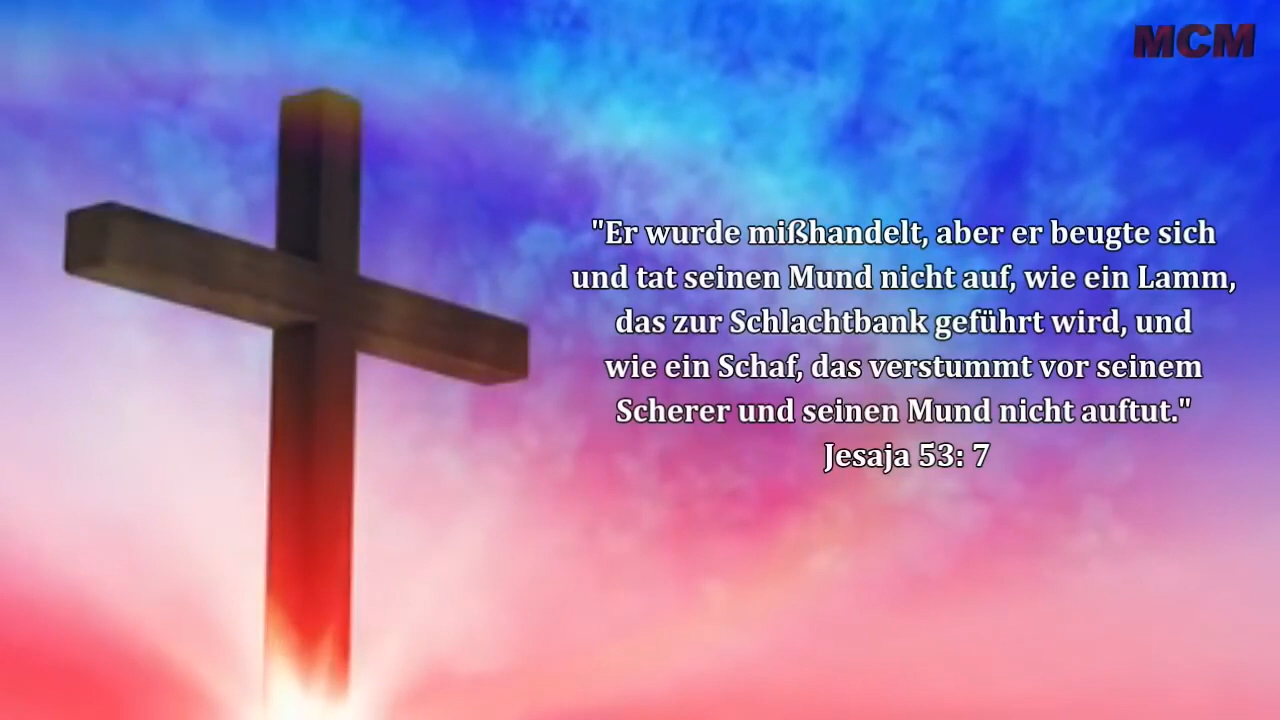 MCM
"Er wurde mißhandelt, aber er beugte sich
und tat seinen Mund nicht auf, wie ein Lamm,
das zur Schlachtbank geführt wird, und
wie ein Schaf, das verstummt vor seinem
Scherer und seinen Mund nicht auftut."
Jesaja 53: 7